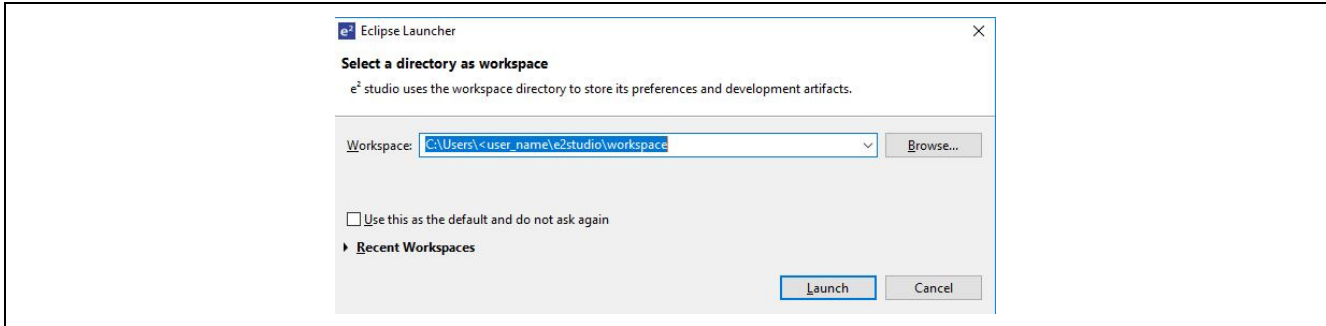 e² Eclipse Launcher
Select a directory as workspace
e² studio uses the workspace directory to store its preferences and development artifacts.
Workspace: C:\Users\<user_name\e2studio\workspace Browse...
Use this as the default and do not ask again
Recent Workspaces
Launch Cancel